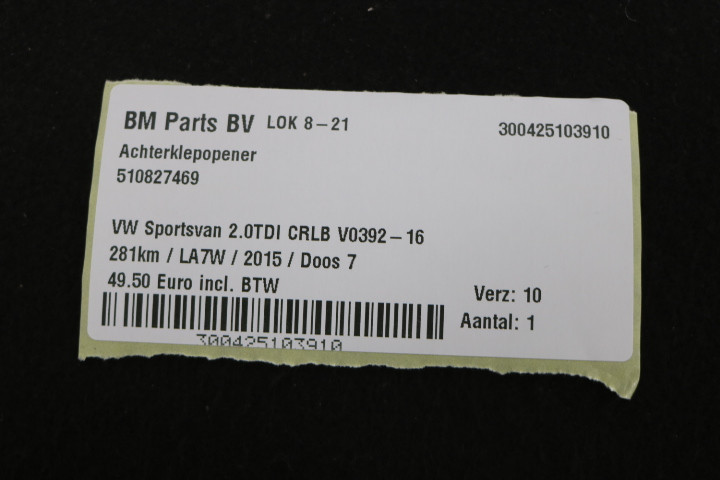 BM Parts BV LOK 8-21 300425103910
Achterklepopener
510827469
VW Sportsvan 2.0TDI CRLB V0392-16
281km / LA7W / 2015 / Doos 7
49.50 Euro incl. BTW
Verz: 10
Aantal: 1
300425103910